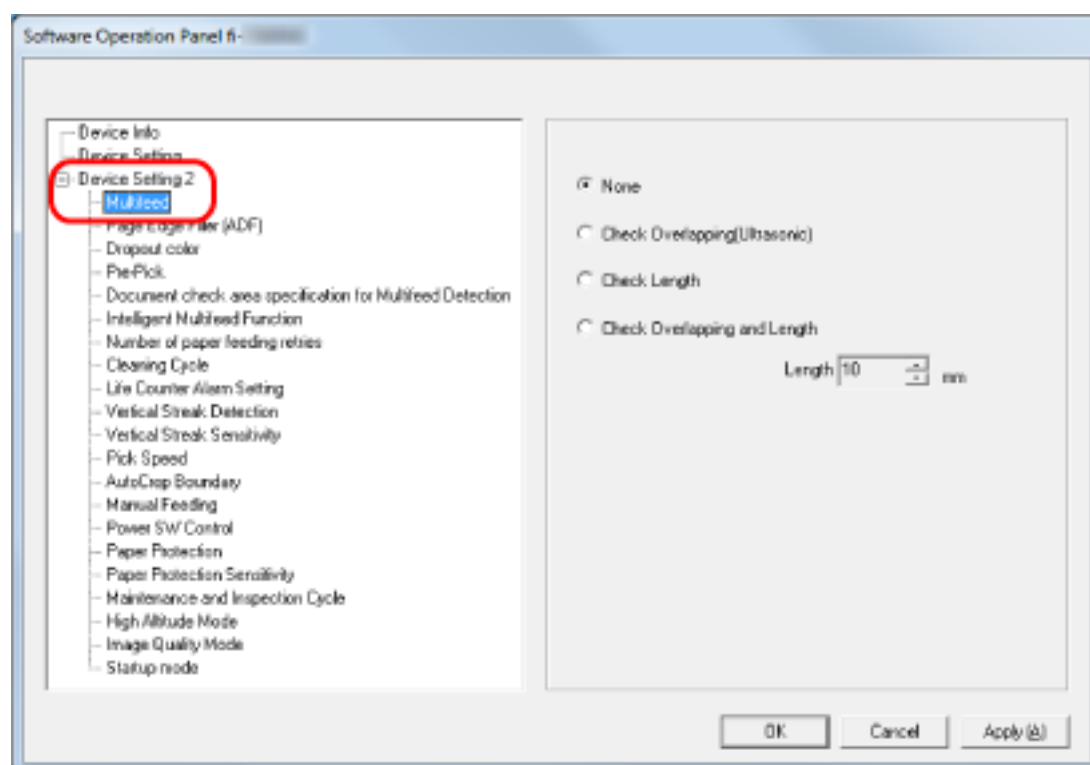 Software Operation Panel fi-
Device Info
Device Setting
Device Setting 2
Multifeed
Page Edge Filler (ADF)
Dropout color
Pre-Pick
Document check area specification for Multifeed Detection
Intelligent Multifeed Function
Number of paper feeding retries
Cleaning Cycle
Life Counter Alarm Setting
Vertical Streak Detection
Vertical Streak Sensitivity
Pick Speed
AutoCrop Boundary
Manual Feeding
Power SW Control
Paper Protection
Paper Protection Sensitivity
Maintenance and Inspection Cycle
High Altitude Mode
Image Quality Mode
Startup mode
None
Check Overlapping(Ultrasonic)
Check Length
Check Overlapping and Length
Length 10 mm
OK Cancel Apply (A)